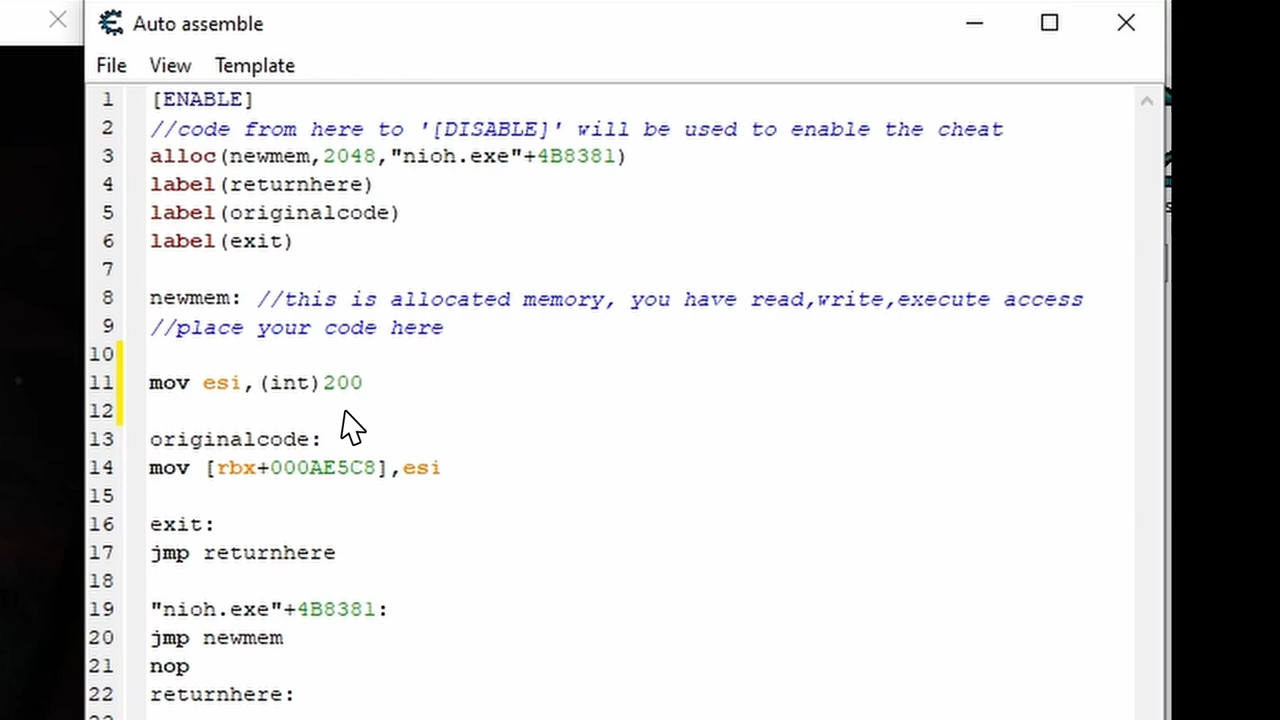 Auto assemble
File View Template
1 [ENABLE]
2 //code from here to '[DISABLE]' will be used to enable the cheat
3 alloc(newmem,2048,"nioh.exe"+4B8381)
4 label(returnhere)
5 label(originalcode)
6 label(exit)
7
8 newmem: //this is allocated memory, you have read,write,execute access
9 //place your code here
10
11 mov esi,(int)200
12
13 originalcode:
14 mov [rbx+000AE5C8],esi
15
16 exit:
17 jmp returnhere
18
19 "nioh.exe"+4B8381:
20 jmp newmem
21 nop
22 returnhere: